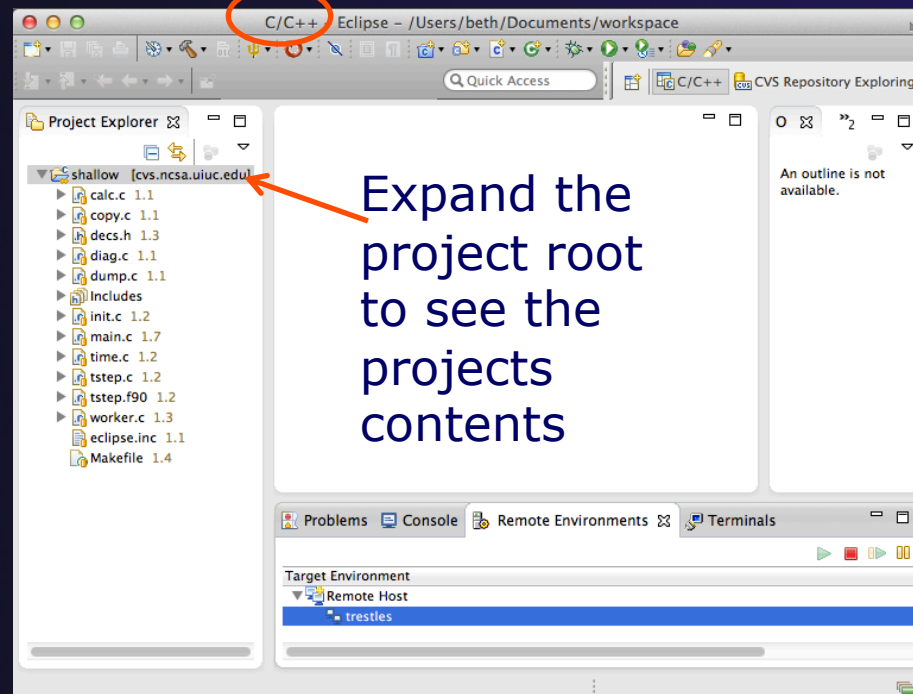 C/C++ - Eclipse – /Users/beth/Documents/workspace
Quick Access
C/C++
CVS Repository Exploring
Project Explorer
shallow [cvs.ncsa.uiuc.edu]
calc.c 1.1
copy.c 1.1
decs.h 1.3
diag.c 1.1
dump.c 1.1
Includes
init.c 1.2
main.c 1.7
time.c 1.2
tstep.c 1.2
tstep.f90 1.2
worker.c 1.3
eclipse.inc 1.1
Makefile 1.4
Expand the
project root
to see the
projects
contents
O
»2
An outline is not
available.
Problems
Console
Remote Environments
Terminals
Target Environment
Remote Host
trestles